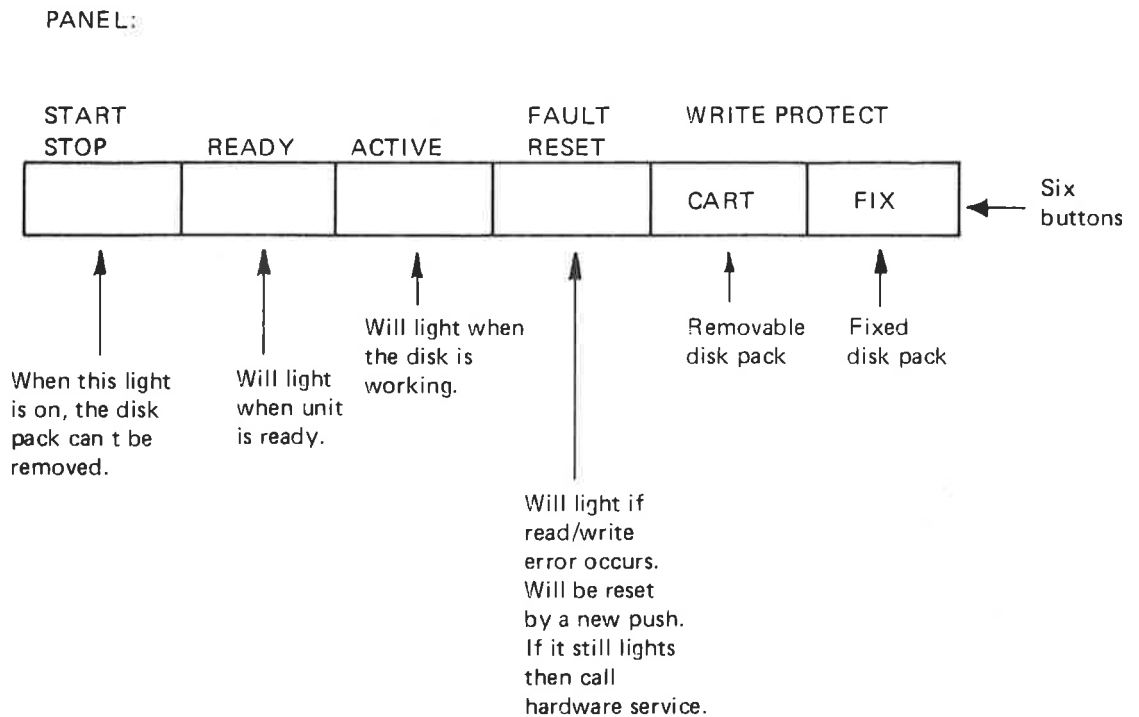 PANEL:
START
STOP
READY
ACTIVE
FAULT
RESET
WRITE PROTECT
CART
FIX
Six
buttons
When this light
is on, the disk
pack can t be
removed.
Will light
when unit
is ready.
Will light when
the disk is
working.
Will light if
read/write
error occurs.
Will be reset
by a new push.
If it still lights
then call
hardware service.
Removable
disk pack
Fixed
disk pack